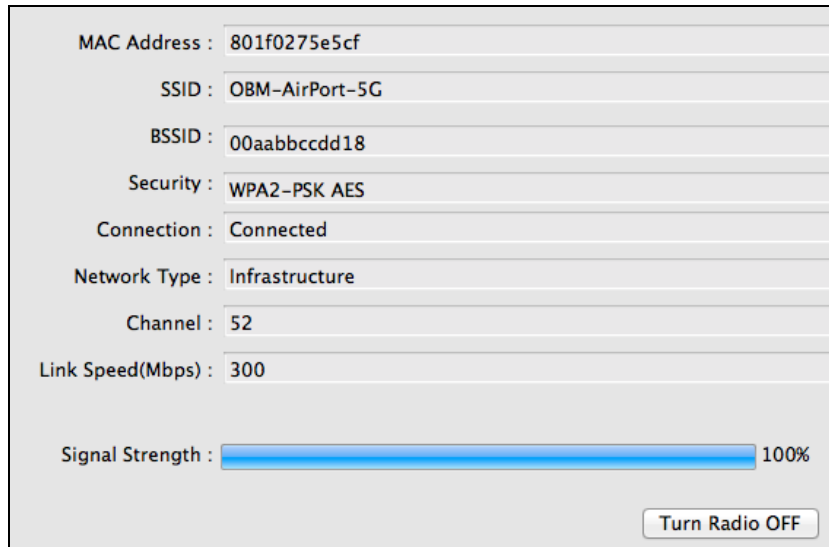 MAC Address : 801f0275e5cf
SSID : OBM-AirPort-5G
BSSID : 00aabbccdd18
Security : WPA2-PSK AES
Connection : Connected
Network Type : Infrastructure
Channel : 52
Link Speed(Mbps) : 300
Signal Strength : 100%
Turn Radio OFF